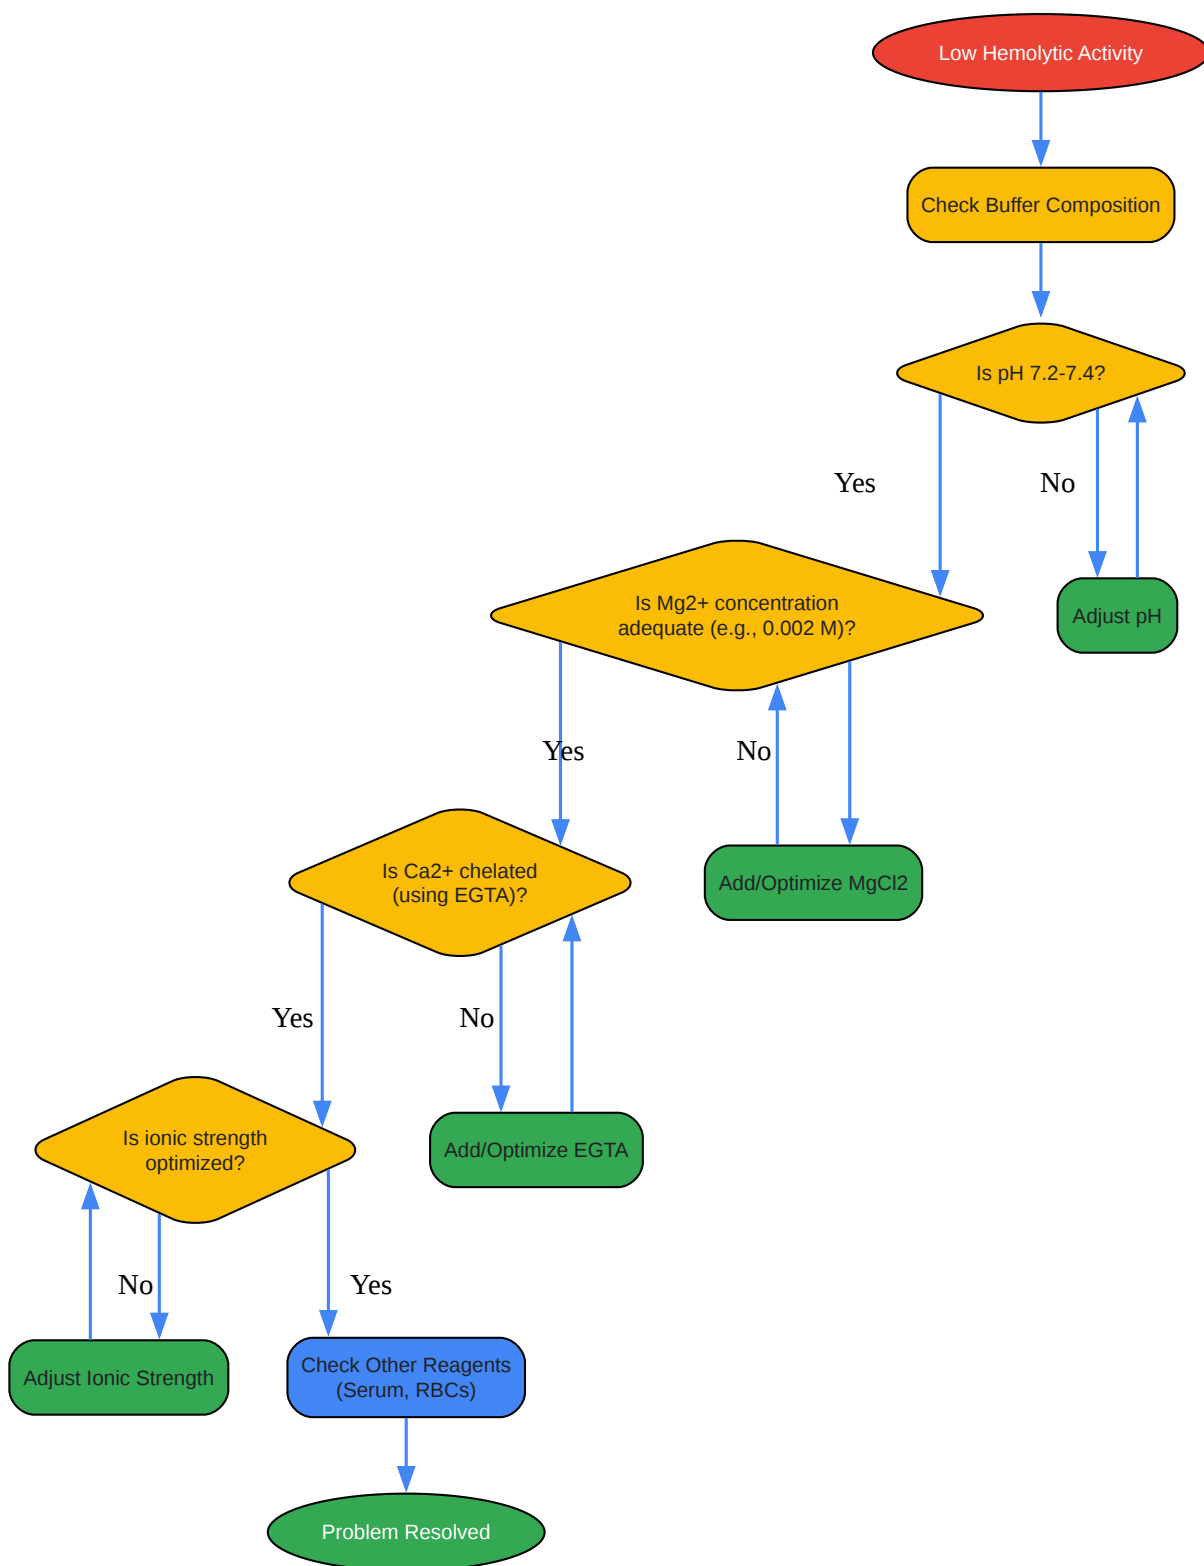 Low Hemolytic Activity
Check Buffer Composition
Is pH 7.2-7.4?
Yes
No
Is Mg2+ concentration
adequate (e.g., 0.002 M)?
Adjust pH
Yes
No
Is Ca2+ chelated
(using EGTA)?
Add/Optimize MgCl2
Yes
No
Is ionic strength
optimized?
Add/Optimize EGTA
No
Yes
Adjust Ionic Strength
Check Other Reagents
(Serum, RBCs)
Problem Resolved